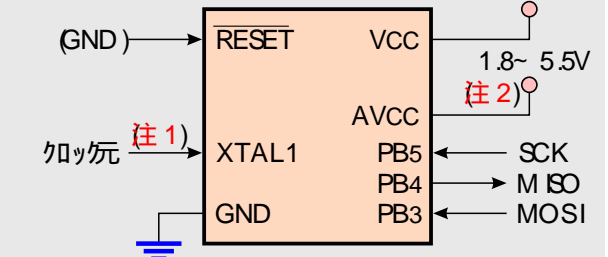 (GND) RESET VCC
1.8~ 5.5V
(注2)
AVCC
(注1)
ｸﾛｯｸ元 XTAL1 PB5 SCK
PB4 MISO
GND PB3 MOSI